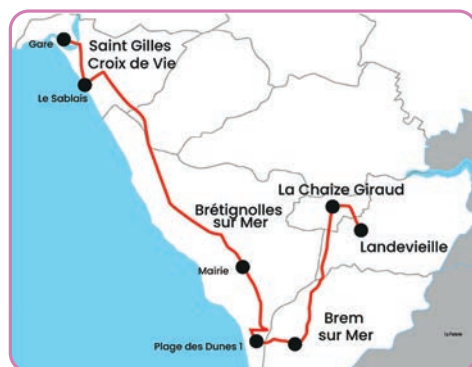 Gare
Saint Gilles
Croix de Vie
Le Sablais
La Chaîze Giraud
Brétignolles
sur Mer
Landevieille
Mairie
Brem
sur Mer
Plage des Dunes 1